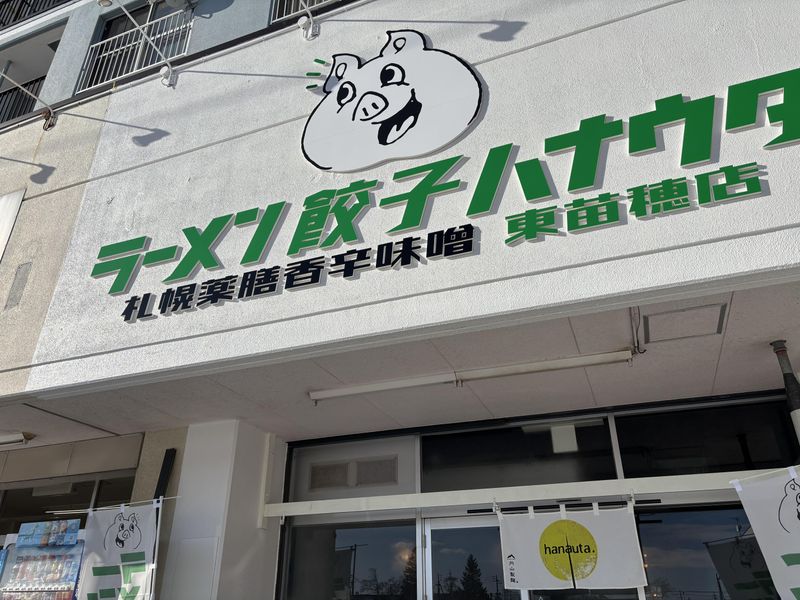 ラーメン 餃子 ハナウタ
札幌薬膳香辛味噌 東苗穂店
hanauta.